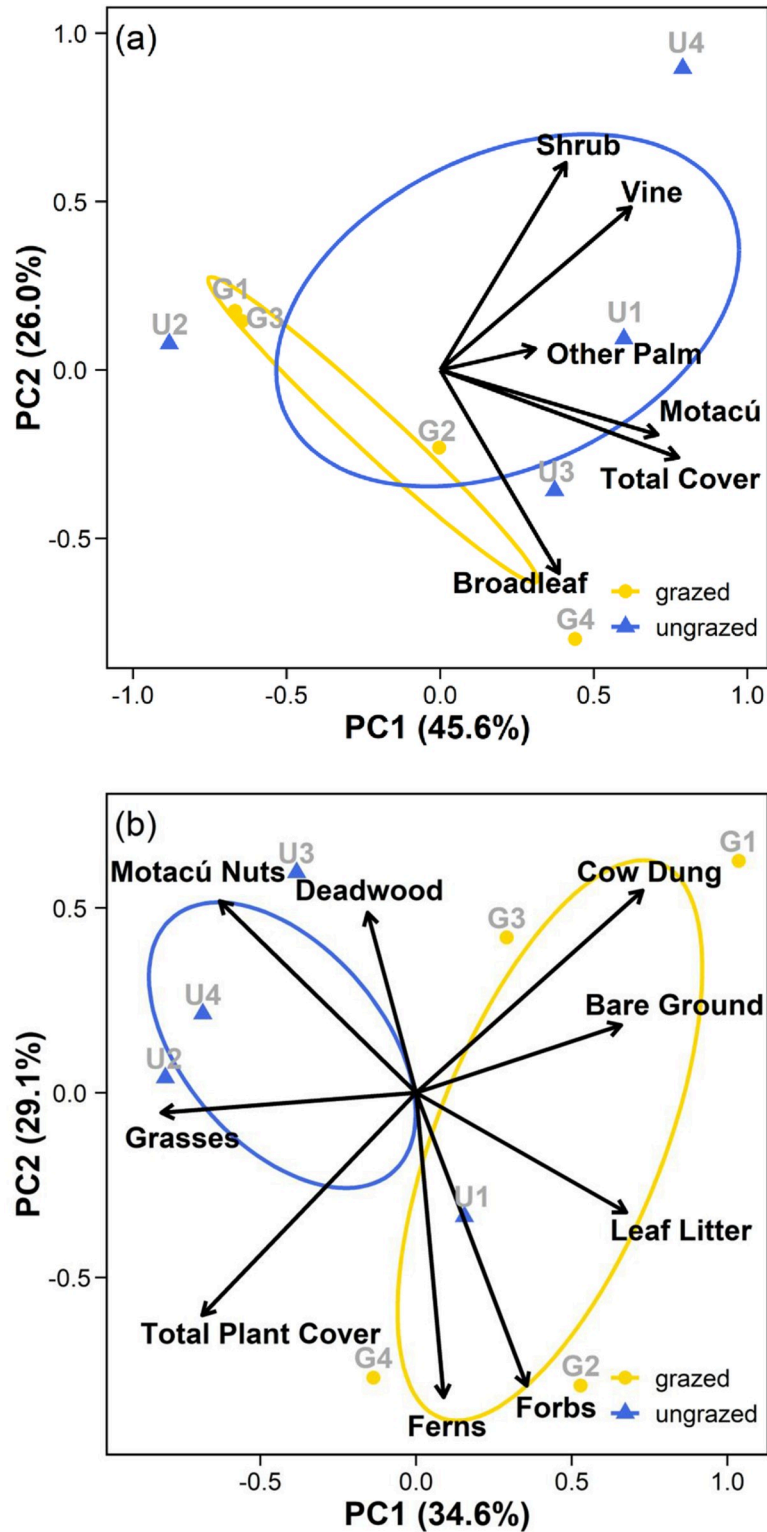 (a)
U4
1.0
Shrub
Vine
0.5
G1
G3
U2
U1
Other Palm
0.0
Motacú
G2
Total Cover
U3
-0.5
Broadleaf
grazed
G4
ungrazed
PC2 (26.0%)
-1.0 -0.5 0.0 0.5 1.0
PC1 (45.6%)
(b)
G1
U3
Motacú Nuts
Deadwood
Cow Dung
0.5
G3
U4
Bare Ground
U2
0.0
Grasses
U1
Leaf Litter
-0.5
Total Plant Cover
G4
G2
grazed
Forbs
ungrazed
Ferns
PC2 (29.1%)
-0.5 0.0 0.5 1.0
PC1 (34.6%)